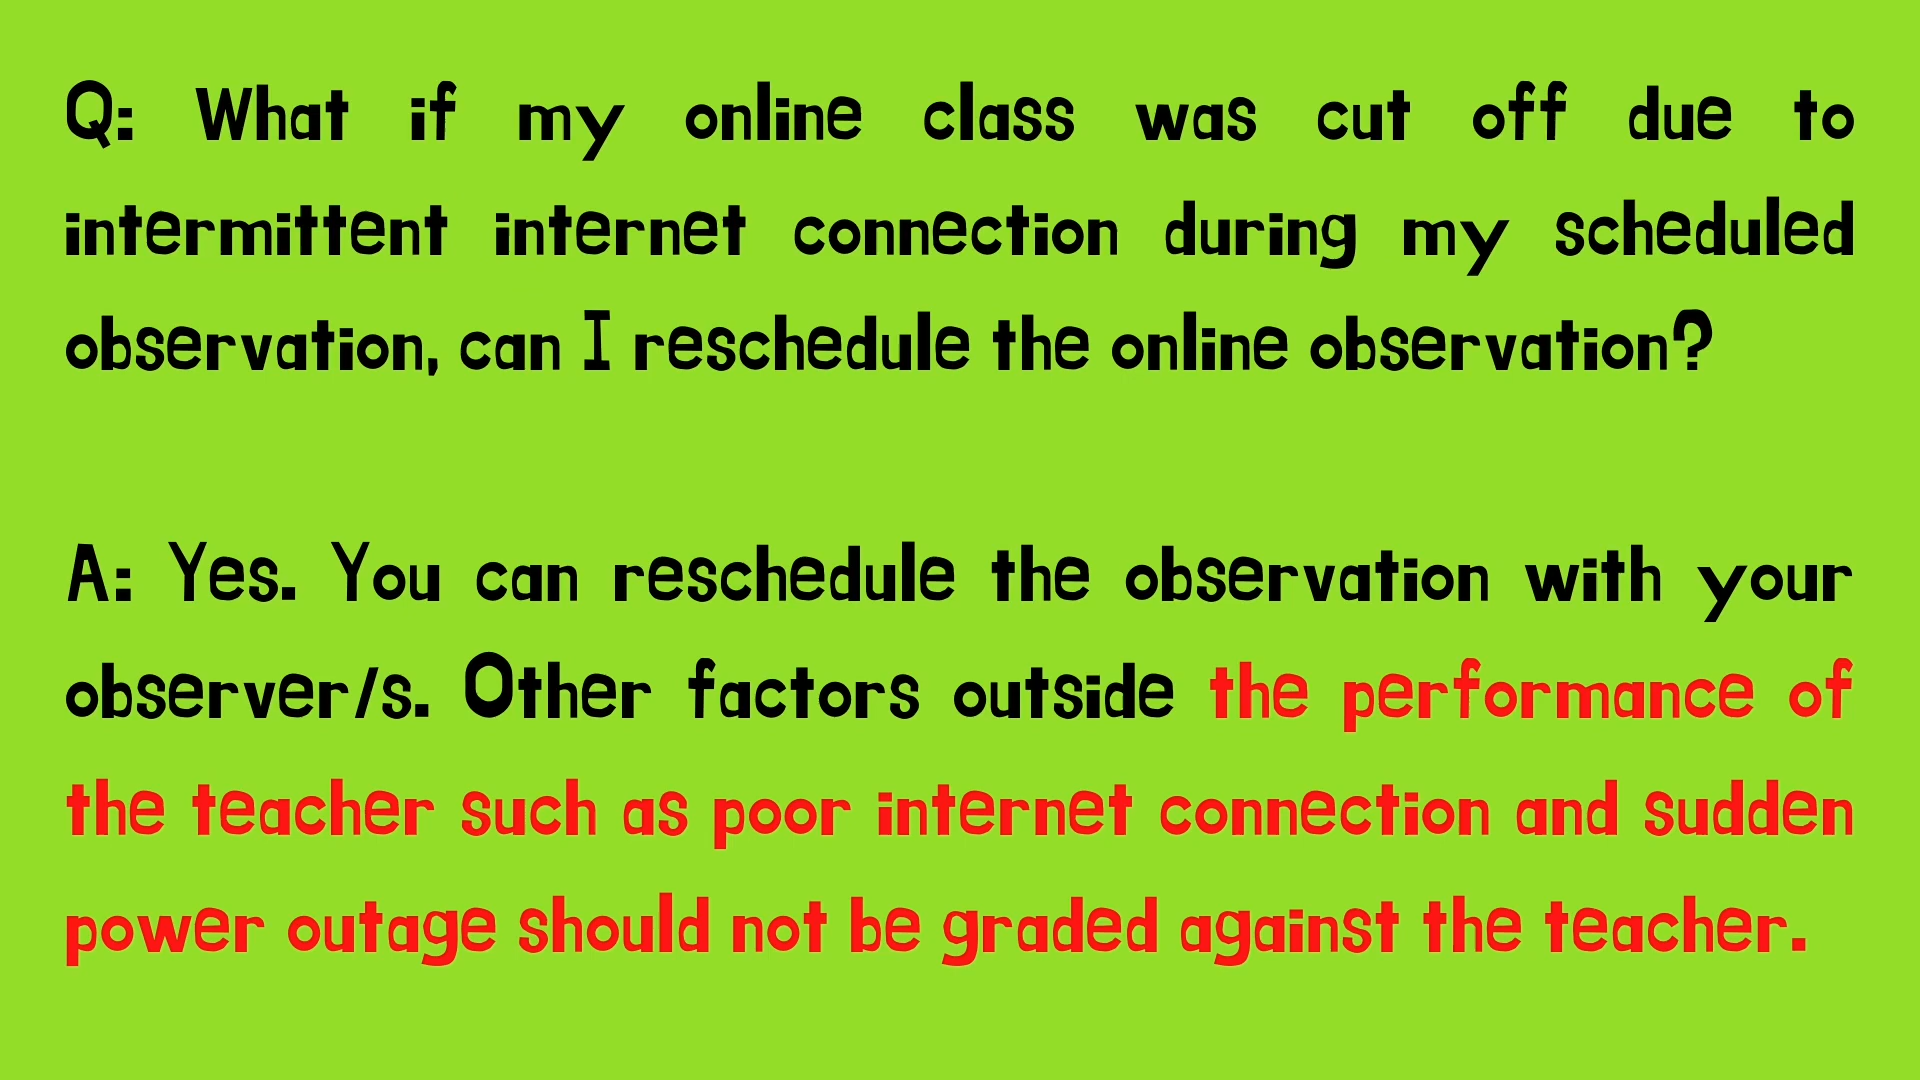 Q: What if my online class was cut off due to
intermittent internet connection during my scheduled
observation, can I reschedule the online observation?
A: Yes. You can reschedule the observation with your
observer/s. Other factors outside the performance of
the teacher such as poor internet connection and sudden
power outage should not be graded against the teacher.